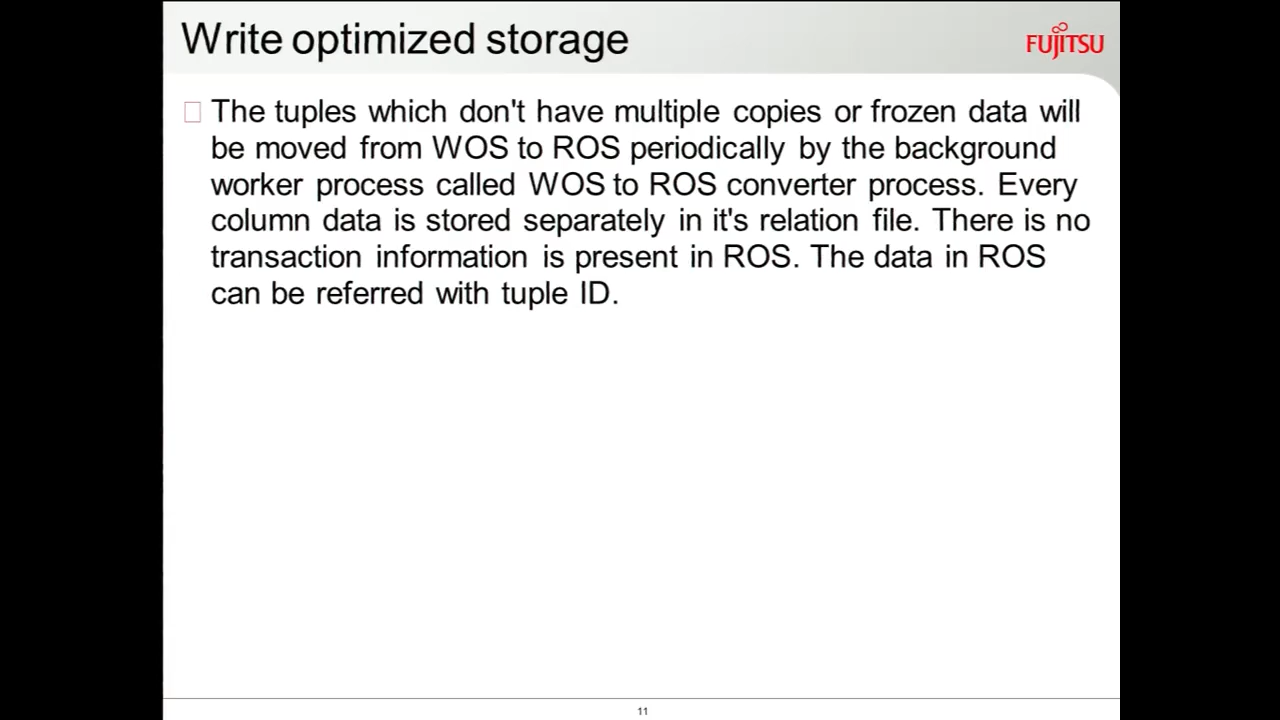 Write optimized storage
FUJITSU
The tuples which don't have multiple copies or frozen data will
be moved from WOS to ROS periodically by the background
worker process called WOS to ROS converter process. Every
column data is stored separately in it's relation file. There is no
transaction information is present in ROS. The data in ROS
can be referred with tuple ID.
11